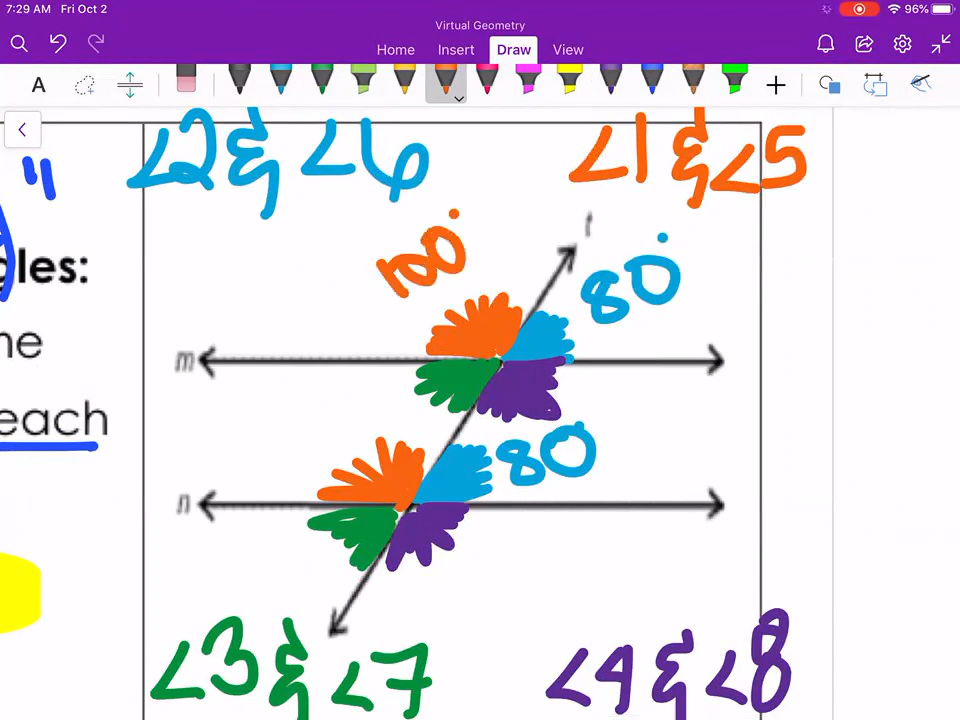 7:29 AM Fri Oct 2
96%
Virtual Geometry
Home Insert Draw View
A
<2 & <6
<1 & <5
t
100°
80°
les:
ne
each
m
80
n
<3 & <7
<4 & <8